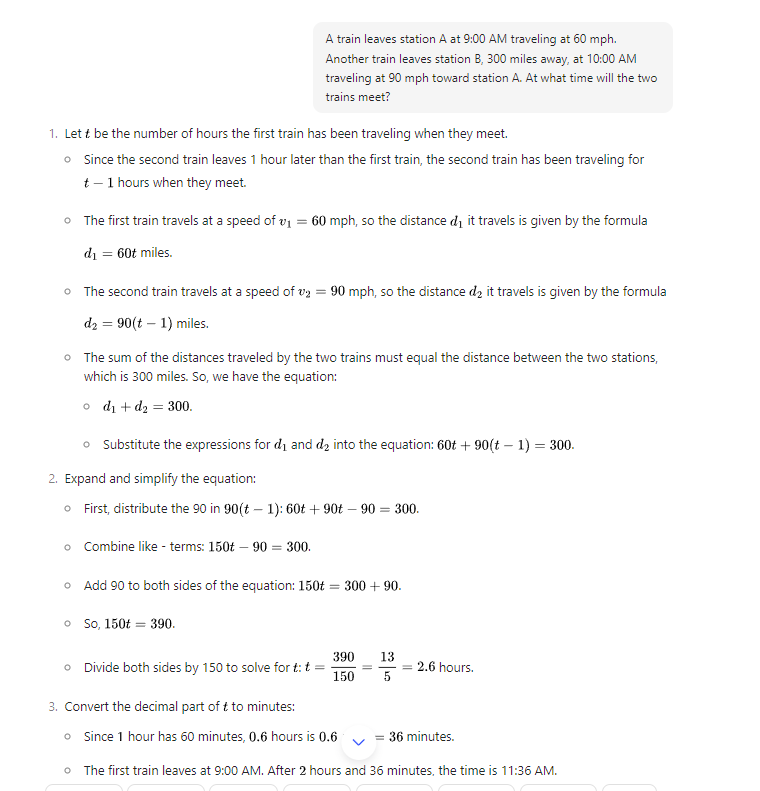 A train leaves station A at 9:00 AM traveling at 60 mph.
Another train leaves station B, 300 miles away, at 10:00 AM
traveling at 90 mph toward station A. At what time will the two
trains meet?
1. Let t be the number of hours the first train has been traveling when they meet.
Since the second train leaves 1 hour later than the first train, the second train has been traveling for
t − 1 hours when they meet.
The first train travels at a speed of v₁ = 60 mph, so the distance d₁ it travels is given by the formula
d₁ = 60t miles.
The second train travels at a speed of v₂ = 90 mph, so the distance d₂ it travels is given by the formula
d₂ = 90(t − 1) miles.
The sum of the distances traveled by the two trains must equal the distance between the two stations,
which is 300 miles. So, we have the equation:
d₁ + d₂ = 300.
Substitute the expressions for d₁ and d₂ into the equation: 60t + 90(t − 1) = 300.
2. Expand and simplify the equation:
First, distribute the 90 in 90(t − 1): 60t + 90t − 90 = 300.
Combine like - terms: 150t − 90 = 300.
Add 90 to both sides of the equation: 150t = 300 + 90.
So, 150t = 390.
Divide both sides by 150 to solve for t: t = 390/150 = 13/5 = 2.6 hours.
3. Convert the decimal part of t to minutes:
Since 1 hour has 60 minutes, 0.6 hours is 0.6 = 36 minutes.
The first train leaves at 9:00 AM. After 2 hours and 36 minutes, the time is 11:36 AM.